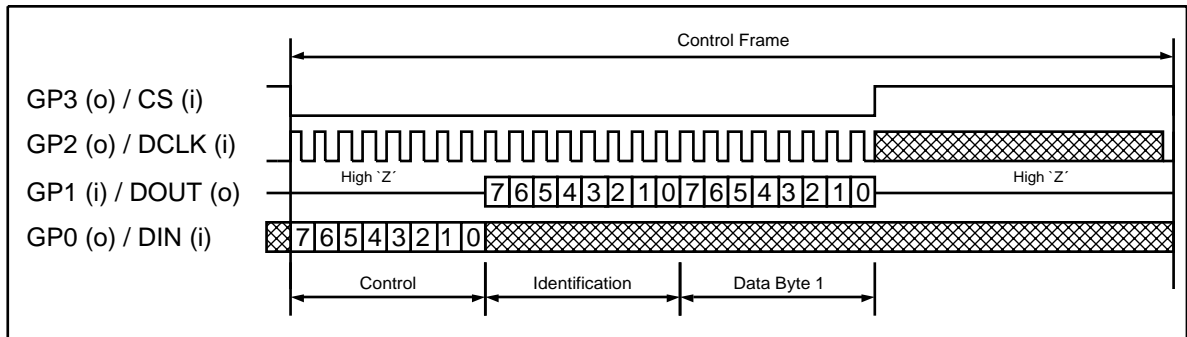 Control Frame
GP3 (o) / CS (i)
GP2 (o) / DCLK (i)
High `Z´ High `Z´
GP1 (i) / DOUT (o) 7 6 5 4 3 2 1 0 7 6 5 4 3 2 1 0
GP0 (o) / DIN (i) 7 6 5 4 3 2 1 0
Control Identification Data Byte 1